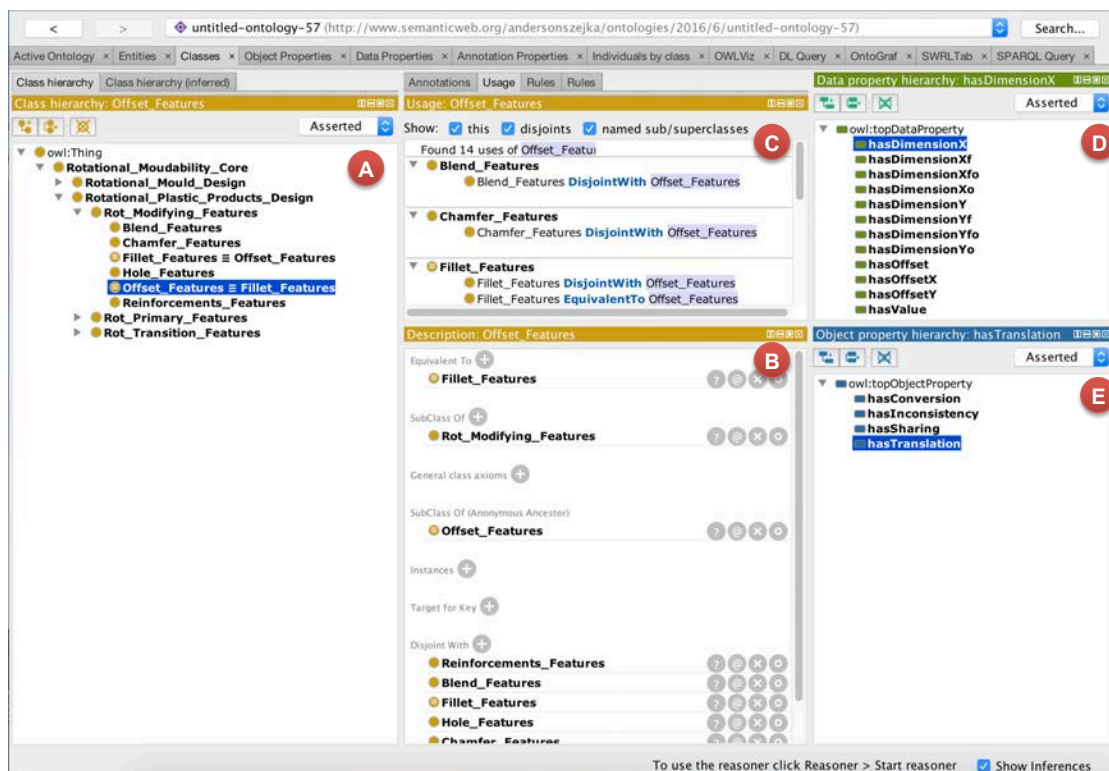 < > untitled-ontology-57 (http://www.semanticweb.org/andersonszejka/ontologies/2016/6/untitled-ontology-57) Search...
Active Ontology × Entities × Classes × Object Properties × Data Properties × Annotation Properties × Individuals by class × OWLViz × DL Query × OntoGraf × SWRLTab × SPARQL Query ×
Class hierarchy Class hierarchy (inferred)
Class hierarchy: Offset_Features
Asserted
A
owl:Thing
Rotational_Moudability_Core
Rotational_Mould_Design
Rotational_Plastic_Products_Design
Rot_Modifying_Features
Blend_Features
Chamfer_Features
Fillet_Features ≡ Offset_Features
Hole_Features
Offset_Features ≡ Fillet_Features
Reinforcements_Features
Rot_Primary_Features
Rot_Transition_Features
Annotations Usage Rules Rules
Usage: Offset_Features
Show: this disjoints named sub/superclasses
C
Found 14 uses of Offset_Featu
Blend_Features
Blend_Features DisjointWith Offset_Features
Chamfer_Features
Chamfer_Features DisjointWith Offset_Features
Fillet_Features
Fillet_Features DisjointWith Offset_Features
Fillet_Features EquivalentTo Offset_Features
Description: Offset_Features
B
Equivalent To
Fillet_Features
SubClass Of
Rot_Modifying_Features
General class axioms
SubClass Of (Anonymous Ancestor)
Offset_Features
Instances
Target for Key
Disjoint With
Reinforcements_Features
Blend_Features
Fillet_Features
Hole_Features
Chamfer_Features
Data property hierarchy: hasDimensionX
Asserted
D
owl:topDataProperty
hasDimensionX
hasDimensionXf
hasDimensionXfo
hasDimensionXo
hasDimensionY
hasDimensionYf
hasDimensionYfo
hasDimensionYo
hasOffset
hasOffsetX
hasOffsetY
hasValue
Object property hierarchy: hasTranslation
Asserted
E
owl:topObjectProperty
hasConversion
hasInconsistency
hasSharing
hasTranslation
To use the reasoner click Reasoner > Start reasoner Show Inferences